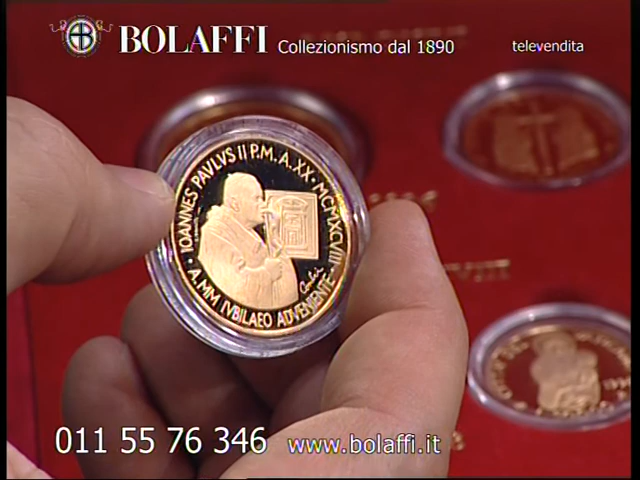 BOLAFFI Collezionismo dal 1890
televendita
IOANNES PAVLVS II P.M. A. XX · MCMXCVIII
· A. MM IVBILAEO ADVENIENTE ·
011 55 76 346 www.bolaffi.it